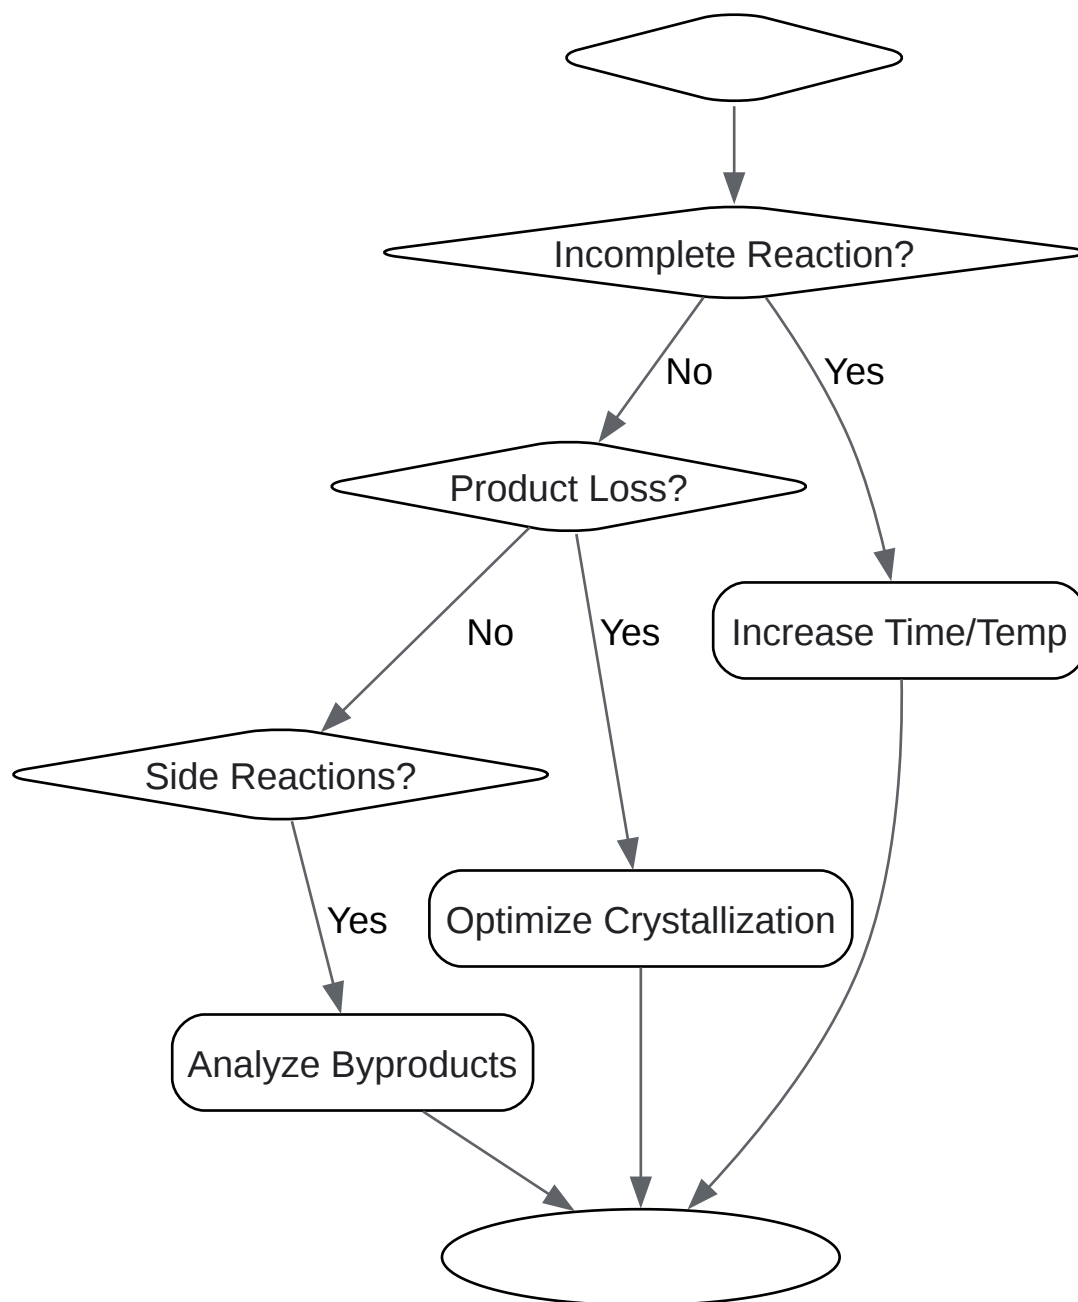 Incomplete Reaction?
No
Yes
Product Loss?
No
Yes
Increase Time/Temp
Side Reactions?
Yes
Optimize Crystallization
Analyze Byproducts